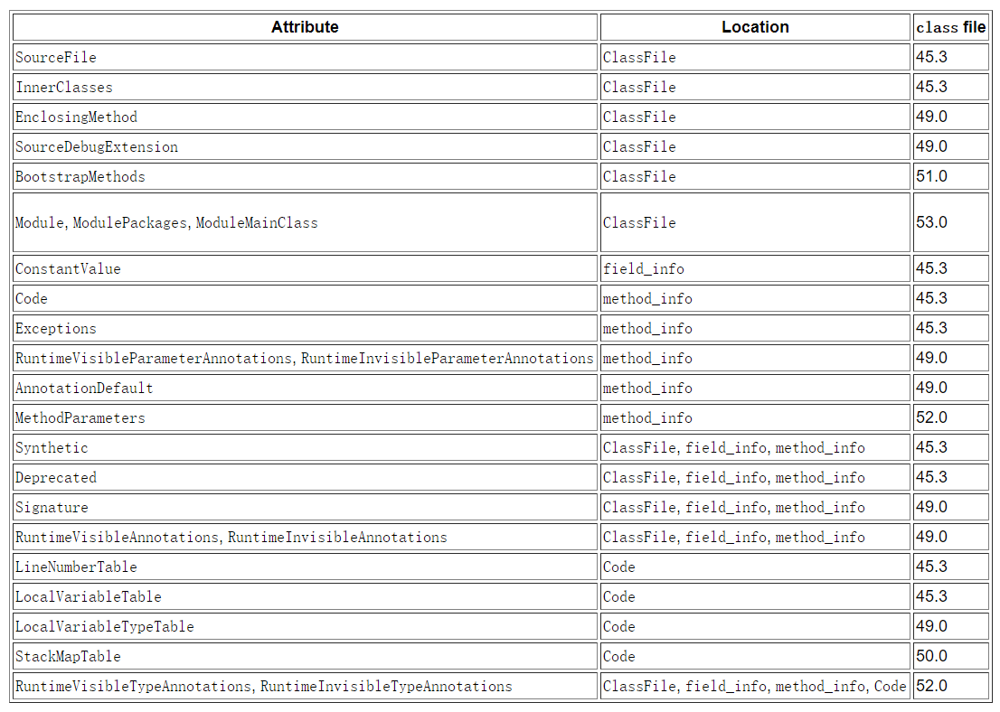 Attribute Location class file
SourceFile ClassFile 45.3
InnerClasses ClassFile 45.3
EnclosingMethod ClassFile 49.0
SourceDebugExtension ClassFile 49.0
BootstrapMethods ClassFile 51.0
Module, ModulePackages, ModuleMainClass ClassFile 53.0
ConstantValue field_info 45.3
Code method_info 45.3
Exceptions method_info 45.3
RuntimeVisibleParameterAnnotations, RuntimeInvisibleParameterAnnotations method_info 49.0
AnnotationDefault method_info 49.0
MethodParameters method_info 52.0
Synthetic ClassFile, field_info, method_info 45.3
Deprecated ClassFile, field_info, method_info 45.3
Signature ClassFile, field_info, method_info 49.0
RuntimeVisibleAnnotations, RuntimeInvisibleAnnotations ClassFile, field_info, method_info 49.0
LineNumberTable Code 45.3
LocalVariableTable Code 45.3
LocalVariableTypeTable Code 49.0
StackMapTable Code 50.0
RuntimeVisibleTypeAnnotations, RuntimeInvisibleTypeAnnotations ClassFile, field_info, method_info, Code 52.0